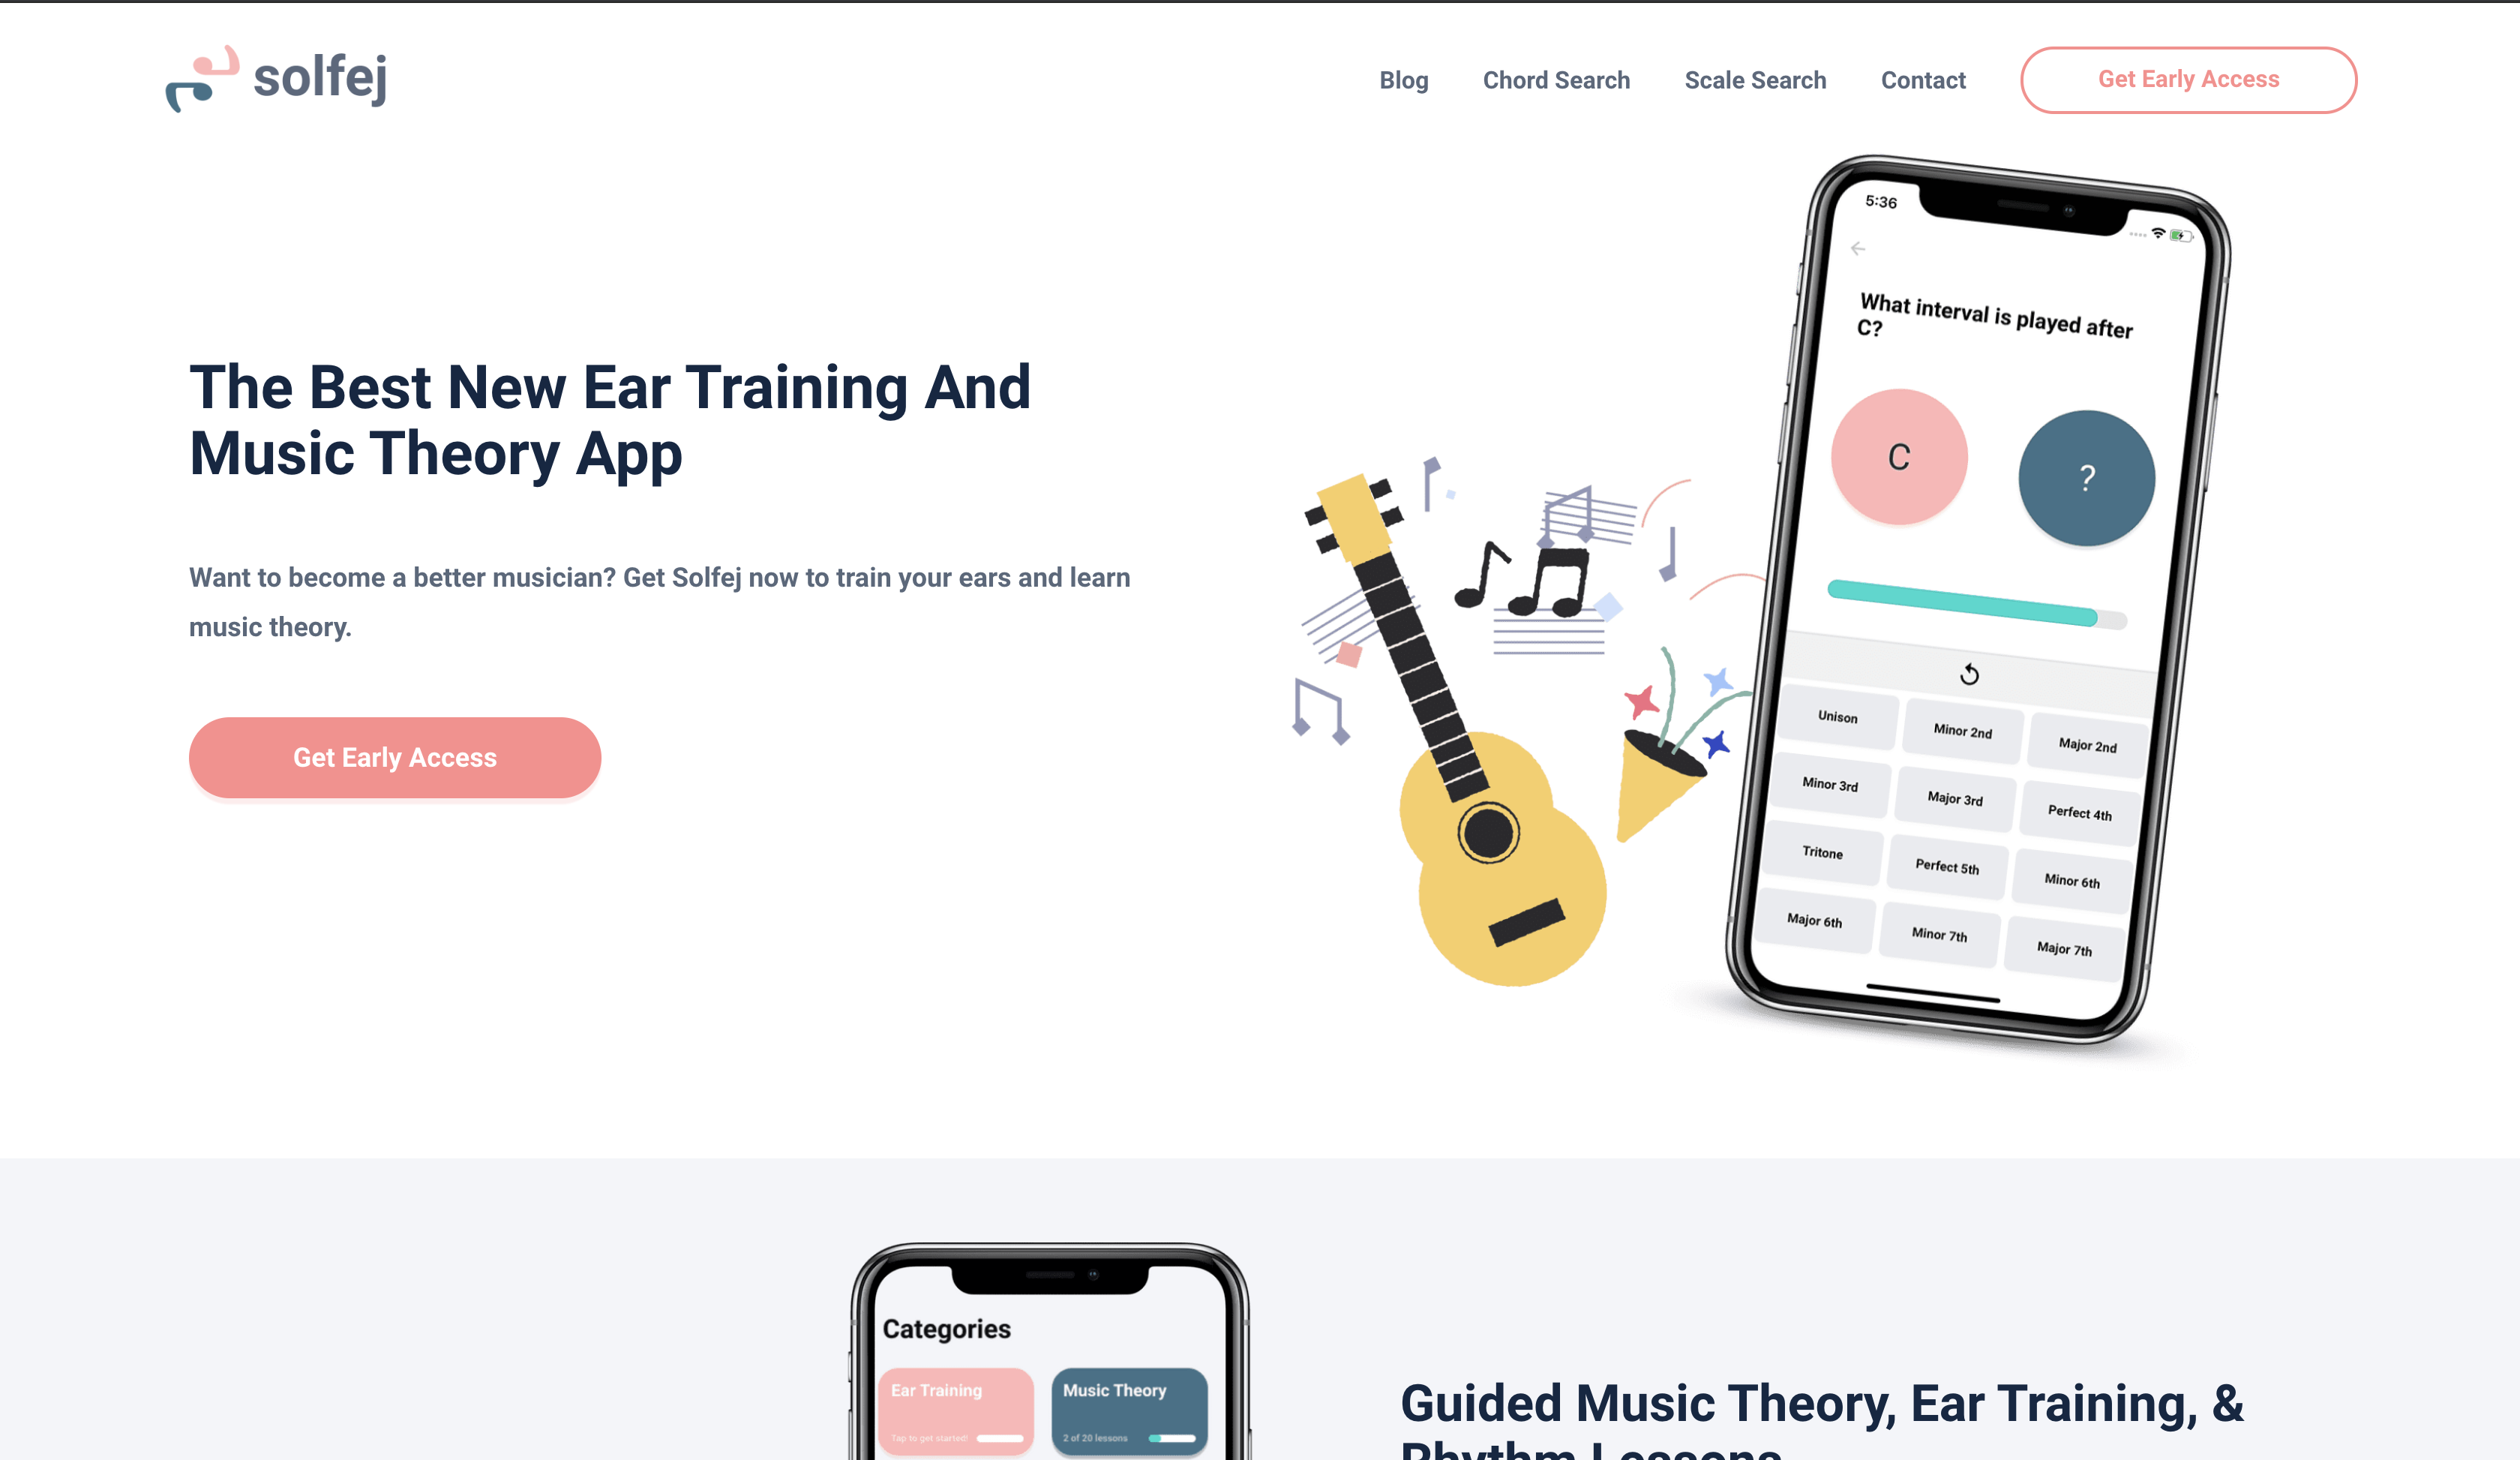 solfej
Blog
Chord Search
Scale Search
Contact
Get Early Access
The Best New Ear Training And
Music Theory App
Want to become a better musician? Get Solfej now to train your ears and learn
music theory.
Get Early Access
5:36
What interval is played after
C?
C
?
Unison
Minor 2nd
Major 2nd
Minor 3rd
Major 3rd
Perfect 4th
Tritone
Perfect 5th
Minor 6th
Major 6th
Minor 7th
Major 7th
Categories
Ear Training
Tap to get started!
Music Theory
2 of 20 lessons
Guided Music Theory, Ear Training, &
Rhythm Lessons